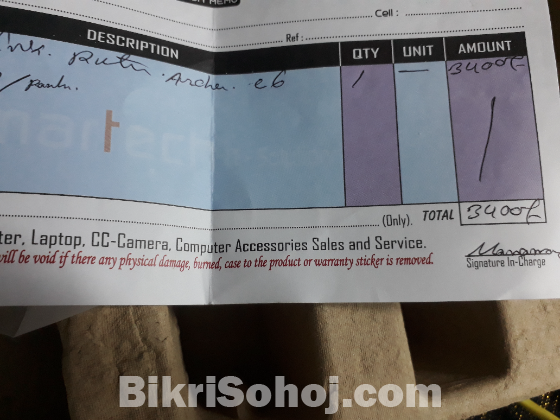 Cell :
Ref :
DESCRIPTION QTY UNIT AMOUNT
Archer. c6 1 — 3400/-
TOTAL 3400/-
(Only).
ter, Laptop, CC-Camera, Computer Accessories Sales and Service.
will be void if there any physical damage, burned, case to the product or warranty sticker is removed.
Signature In-Charge
BikriSohoj.com